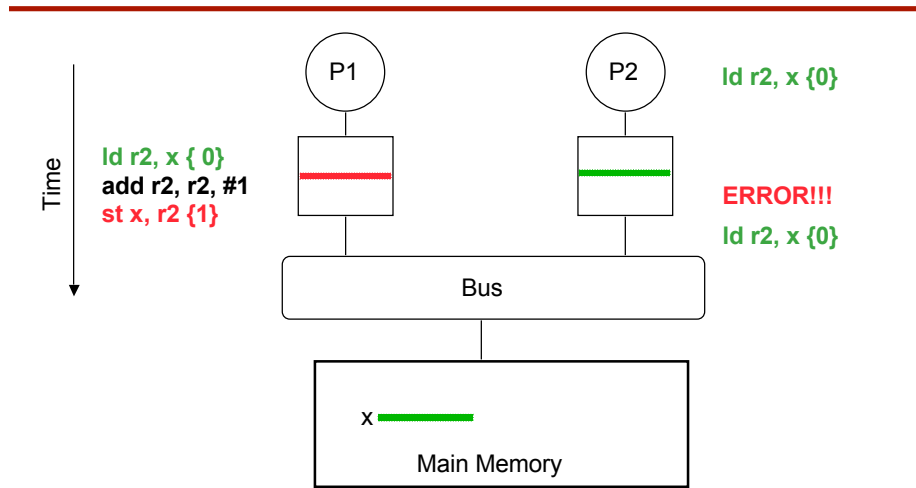 P1
P2
ld r2, x {0}
Time
ld r2, x { 0}
add r2, r2, #1
st x, r2 {1}
ERROR!!!
ld r2, x {0}
Bus
x
Main Memory